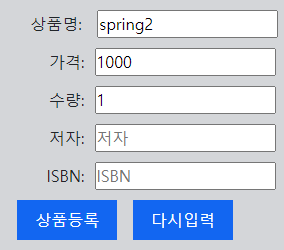 상품명: spring2
가격: 1000
수량: 1
저자: 저자
ISBN: ISBN
상품등록 다시입력